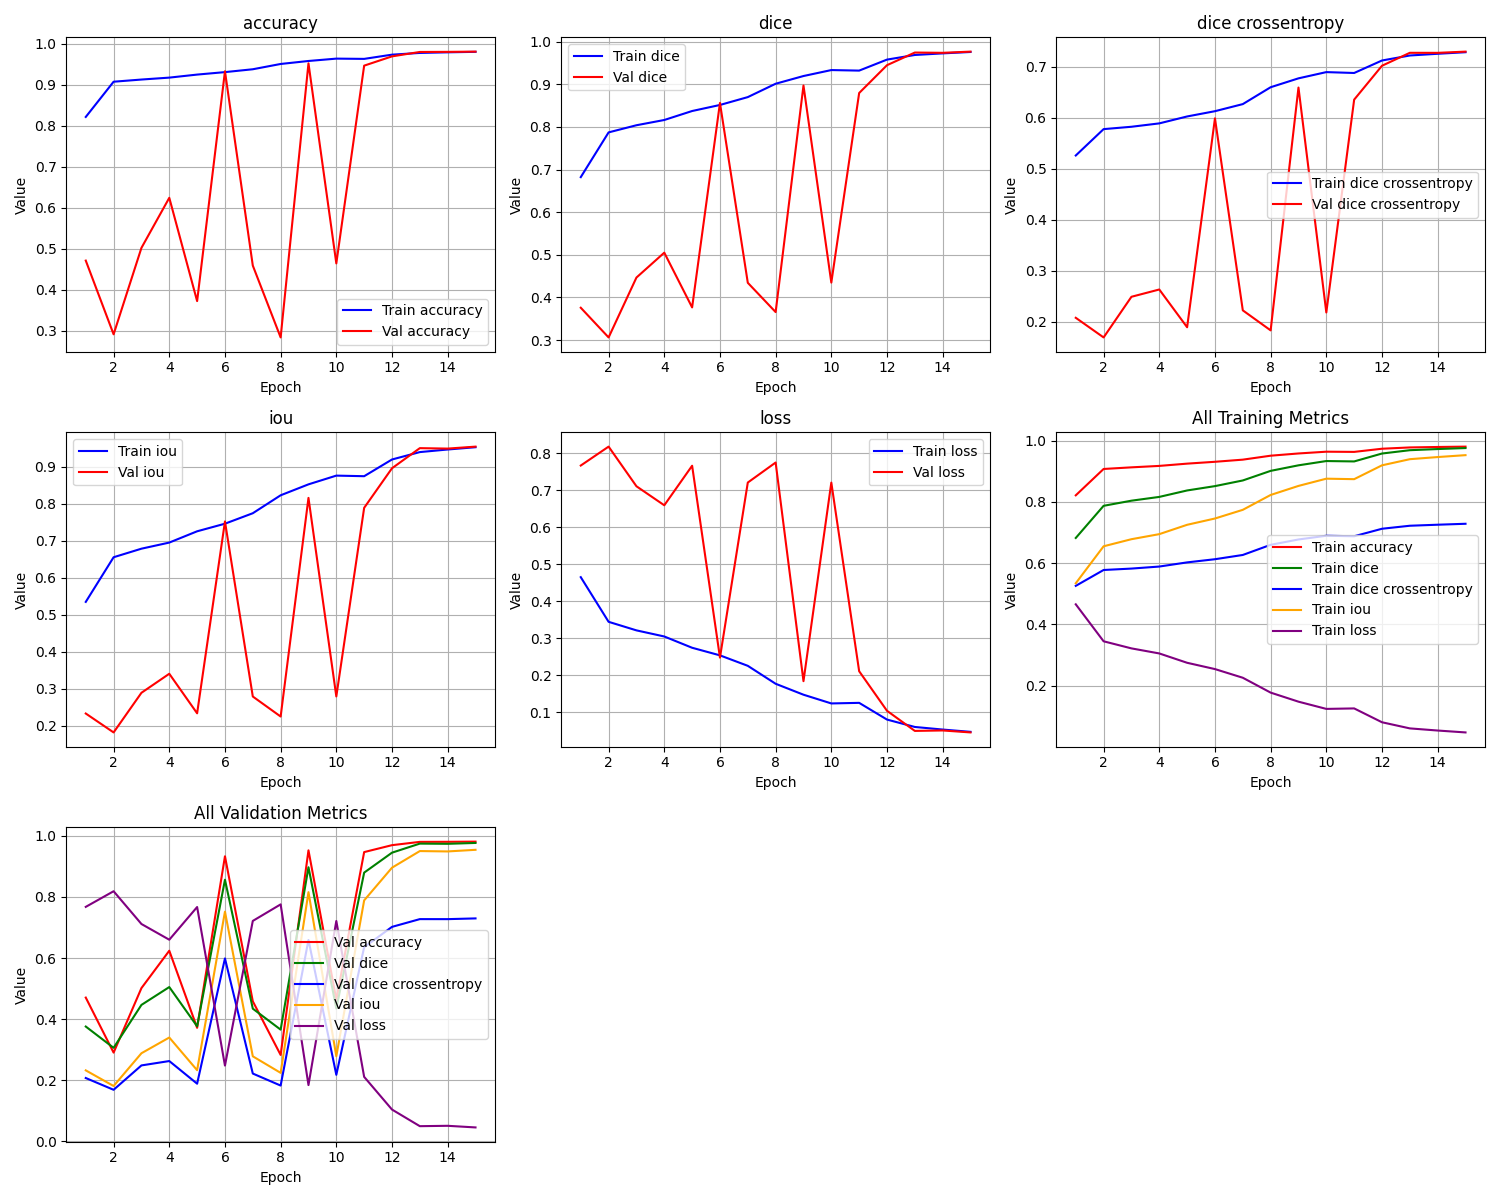 accuracy
1.0
0.9
0.8
0.7
0.6
0.5
0.4
0.3
Value
2 4 6 8 10 12 14
Epoch
Train accuracy
Val accuracy
dice
1.0
0.9
0.8
0.7
0.6
0.5
0.4
0.3
Value
2 4 6 8 10 12 14
Epoch
Train dice
Val dice
dice crossentropy
0.7
0.6
0.5
0.4
0.3
0.2
Value
2 4 6 8 10 12 14
Epoch
Train dice crossentropy
Val dice crossentropy
iou
0.9
0.8
0.7
0.6
0.5
0.4
0.3
0.2
Value
2 4 6 8 10 12 14
Epoch
Train iou
Val iou
loss
0.8
0.7
0.6
0.5
0.4
0.3
0.2
0.1
Value
2 4 6 8 10 12 14
Epoch
Train loss
Val loss
All Training Metrics
1.0
0.8
0.6
0.4
0.2
Value
2 4 6 8 10 12 14
Epoch
Train accuracy
Train dice
Train dice crossentropy
Train iou
Train loss
All Validation Metrics
1.0
0.8
0.6
0.4
0.2
0.0
Value
2 4 6 8 10 12 14
Epoch
Val accuracy
Val dice
Val dice crossentropy
Val iou
Val loss